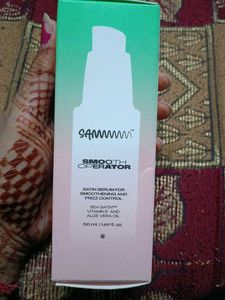 SMOOTH
OPERATOR
SATIN SERUM FOR
SMOOTHENING AND
FRIZZ CONTROL
SEA SATIN™
VITAMIN E AND
ALOE VERA OIL
50 ml | 1.69 fl. oz.